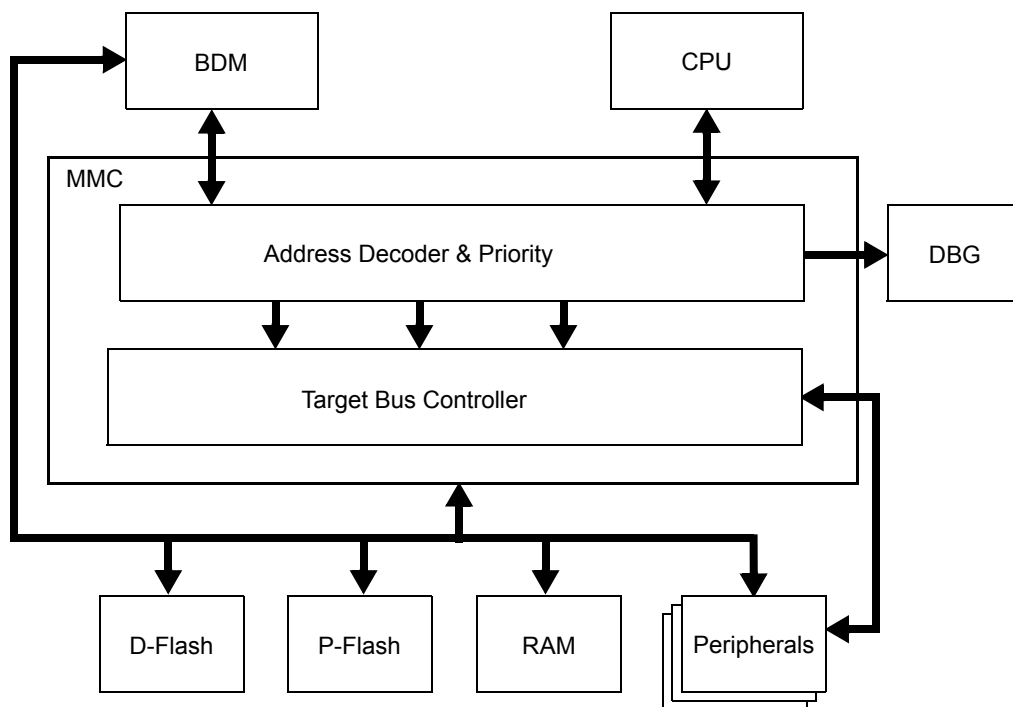 BDM
CPU
MMC
Address Decoder & Priority
DBG
Target Bus Controller
D-Flash
P-Flash
RAM
Peripherals